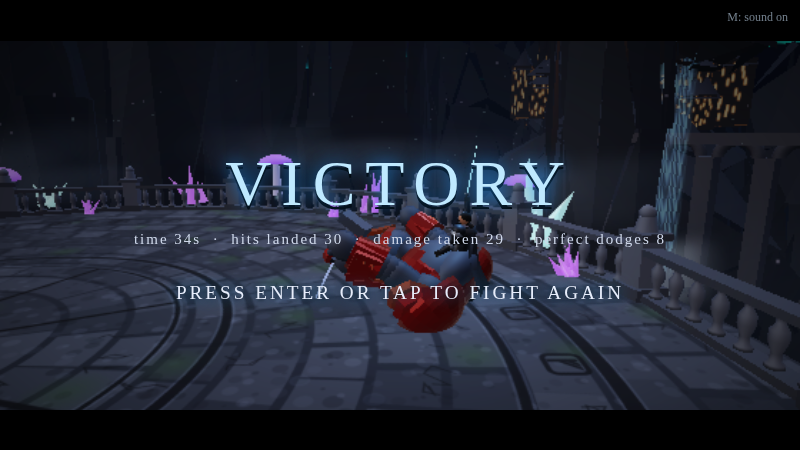 M: sound on
VICTORY
time 34s · hits landed 30 · damage taken 29 · perfect dodges 8
PRESS ENTER OR TAP TO FIGHT AGAIN